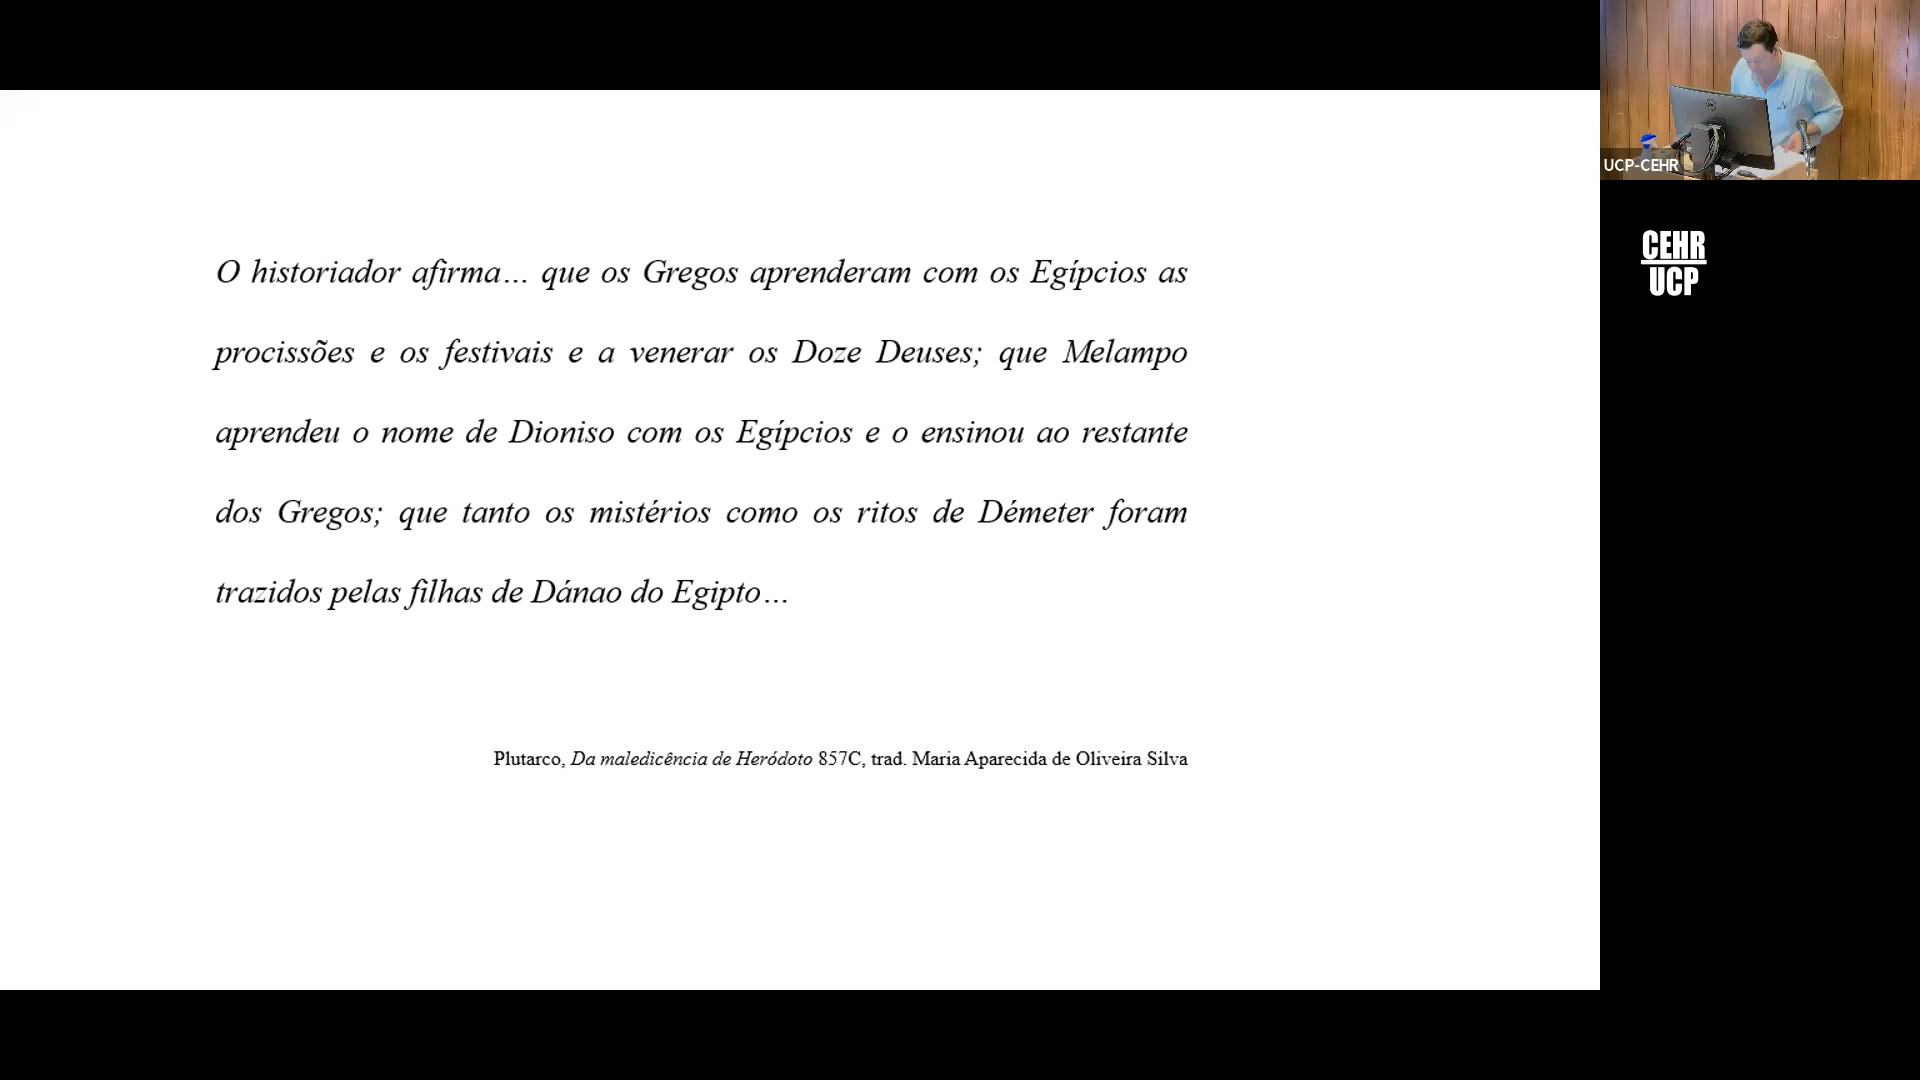 O historiador afirma… que os Gregos aprenderam com os Egípcios as
procissões e os festivais e a venerar os Doze Deuses; que Melampo
aprendeu o nome de Dioniso com os Egípcios e o ensinou ao restante
dos Gregos; que tanto os mistérios como os ritos de Démeter foram
trazidos pelas filhas de Dánao do Egipto…
Plutarco, Da maledicência de Heródoto 857C, trad. Maria Aparecida de Oliveira Silva
UCP-CEHR
CEHR
UCP